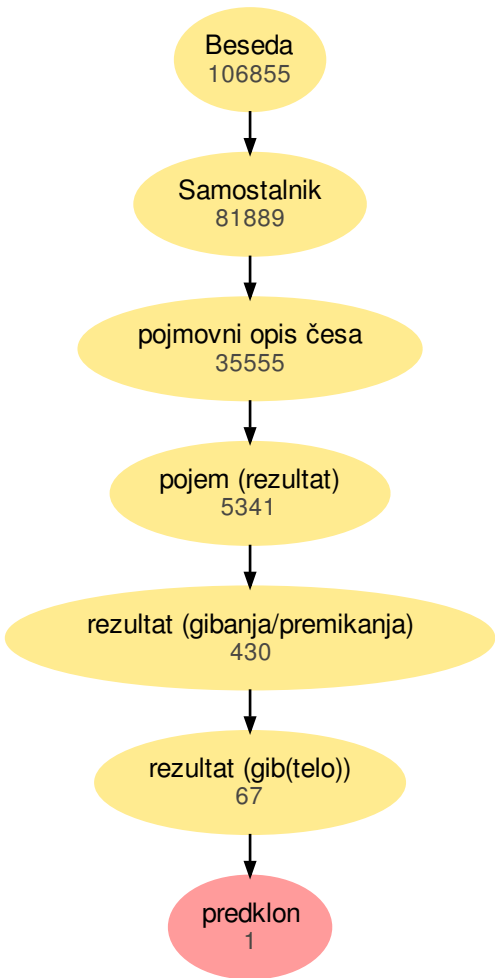 Beseda
106855
Samostalnik
81889
pojmovni opis česa
35555
pojem (rezultat)
5341
rezultat (gibanja/premikanja)
430
rezultat (gib(telo))
67
predklon
1